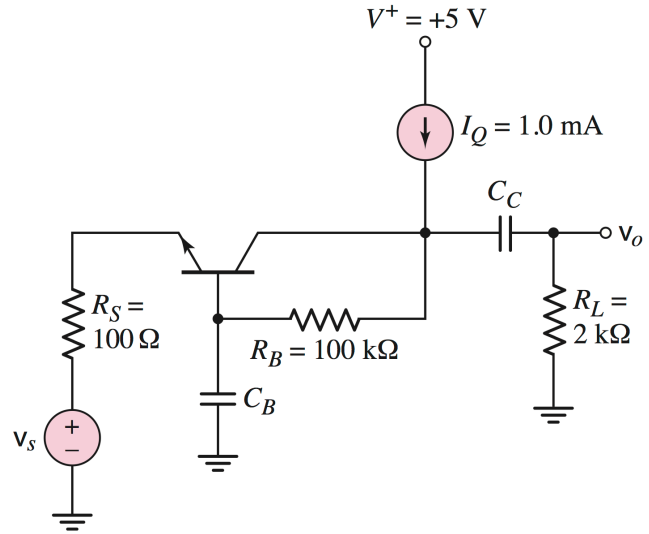 V⁺ = +5 V
I_Q = 1.0 mA
C_C
v_o
R_S =
100 Ω
R_L =
2 kΩ
R_B = 100 kΩ
C_B
v_s
+
−